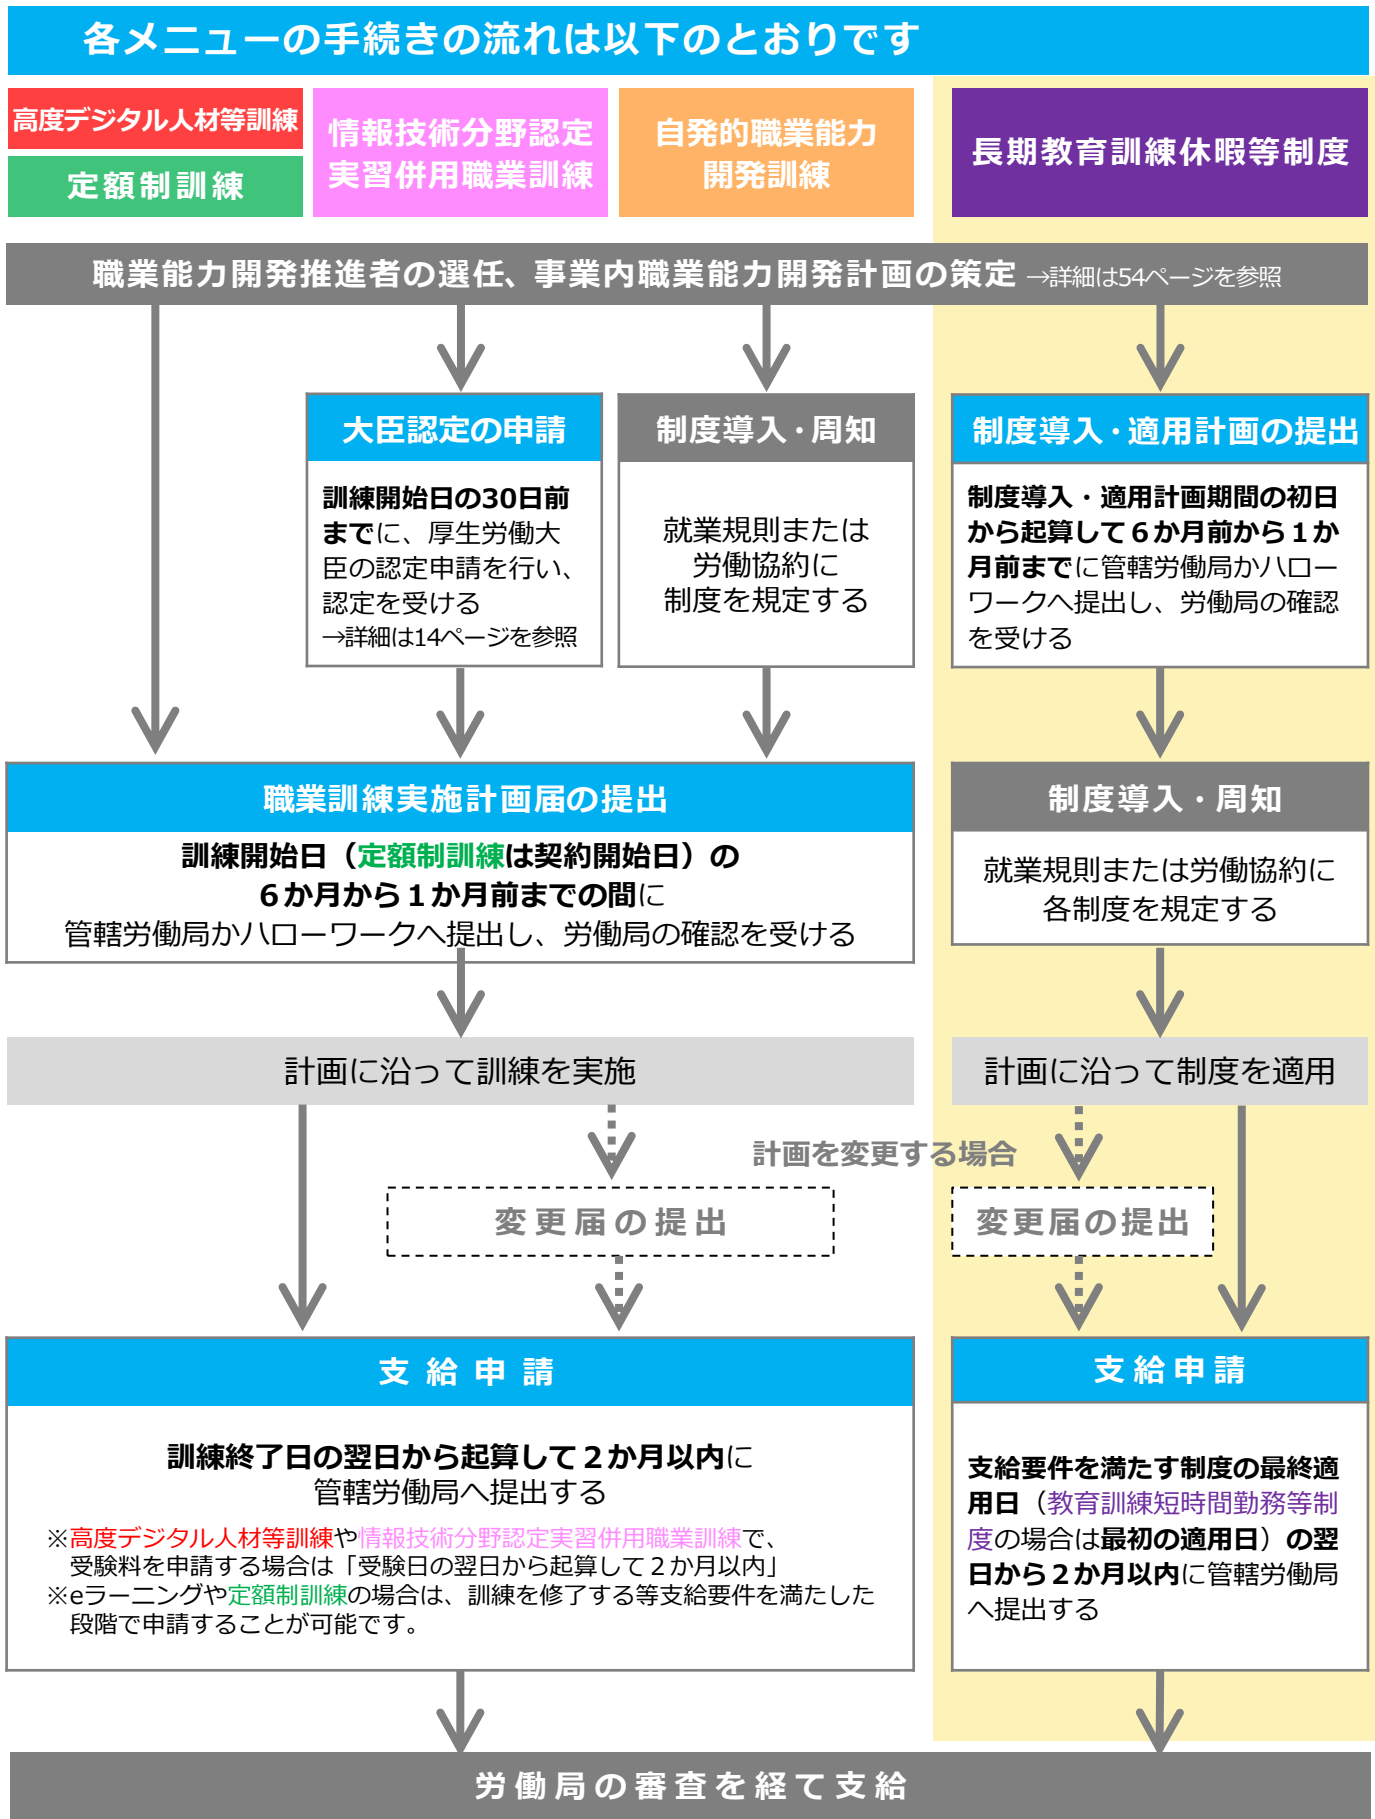 各メニューの手続きの流れは以下のとおりです
高度デジタル人材等訓練
定額制訓練
情報技術分野認定
実習併用職業訓練
自発的職業能力
開発訓練
長期教育訓練休暇等制度
職業能力開発推進者の選任、事業内職業能力開発計画の策定 →詳細は54ページを参照
大臣認定の申請
訓練開始日の30日前
までに、厚生労働大
臣の認定申請を行い、
認定を受ける
→詳細は14ページを参照
制度導入・周知
就業規則または
労働協約に
制度を規定する
制度導入・適用計画の提出
制度導入・適用計画期間の初日
から起算して６か月前から１か
月前までに管轄労働局かハロー
ワークへ提出し、労働局の確認
を受ける
職業訓練実施計画届の提出
訓練開始日（定額制訓練は契約開始日）の
６か月から１か月前までの間に
管轄労働局かハローワークへ提出し、労働局の確認を受ける
制度導入・周知
就業規則または労働協約に
各制度を規定する
計画に沿って訓練を実施
計画に沿って制度を適用
計画を変更する場合
変更届の提出
変更届の提出
支給申請
訓練終了日の翌日から起算して２か月以内に
管轄労働局へ提出する
※高度デジタル人材等訓練や情報技術分野認定実習併用職業訓練で、
受験料を申請する場合は「受験日の翌日から起算して２か月以内」
※eラーニングや定額制訓練の場合は、訓練を修了する等支給要件を満たした
段階で申請することが可能です。
支給申請
支給要件を満たす制度の最終適
用日（教育訓練短時間勤務等制
度の場合は最初の適用日）の翌
日から２か月以内に管轄労働局
へ提出する
労働局の審査を経て支給